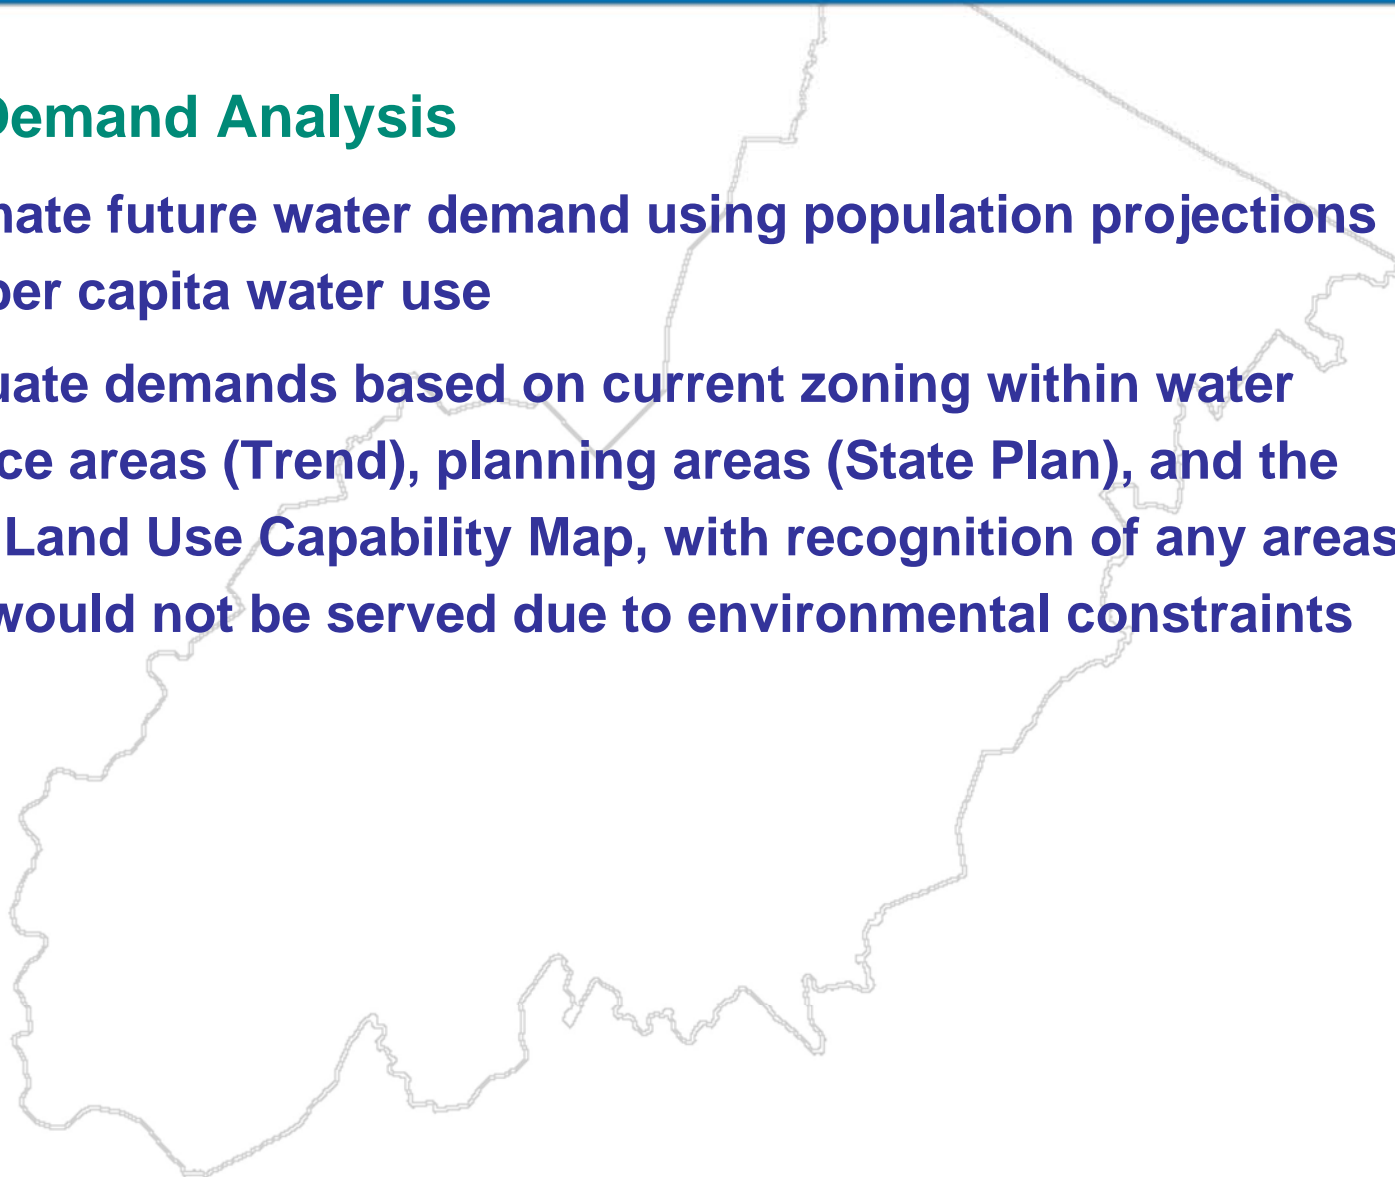 Demand Analysis
mate future water demand using population projections
per capita water use
uate demands based on current zoning within water
ce areas (Trend), planning areas (State Plan), and the
Land Use Capability Map, with recognition of any areas
would not be served due to environmental constraints